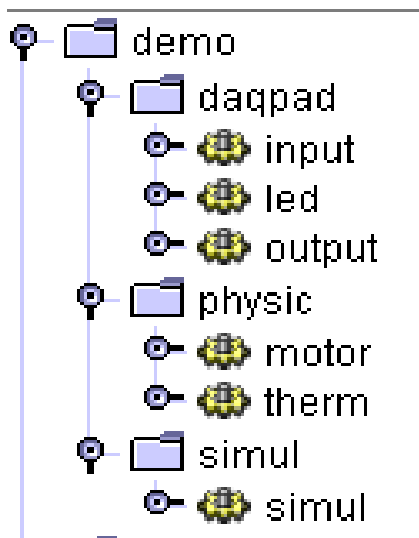 demo
daqpad
input
led
output
physic
motor
therm
simul
simul